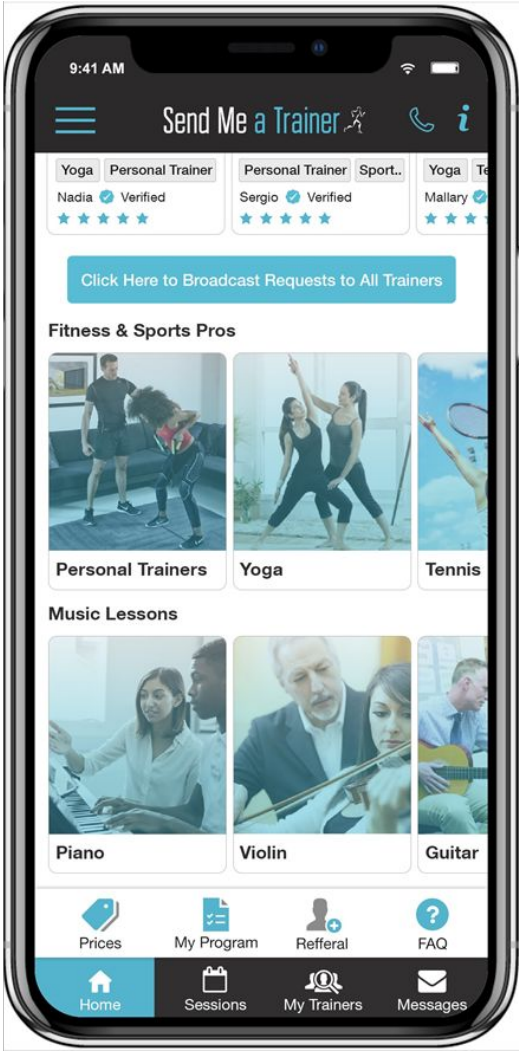 9:41 AM
Send Me a Trainer
i
Yoga Personal Trainer Personal Trainer Sport.. Yoga
Nadia Verified Sergio Verified Mallary
Click Here to Broadcast Requests to All Trainers
Fitness & Sports Pros
Personal Trainers Yoga Tennis
Music Lessons
Piano Violin Guitar
Prices My Program Refferal ? FAQ
Home Sessions My Trainers Messages